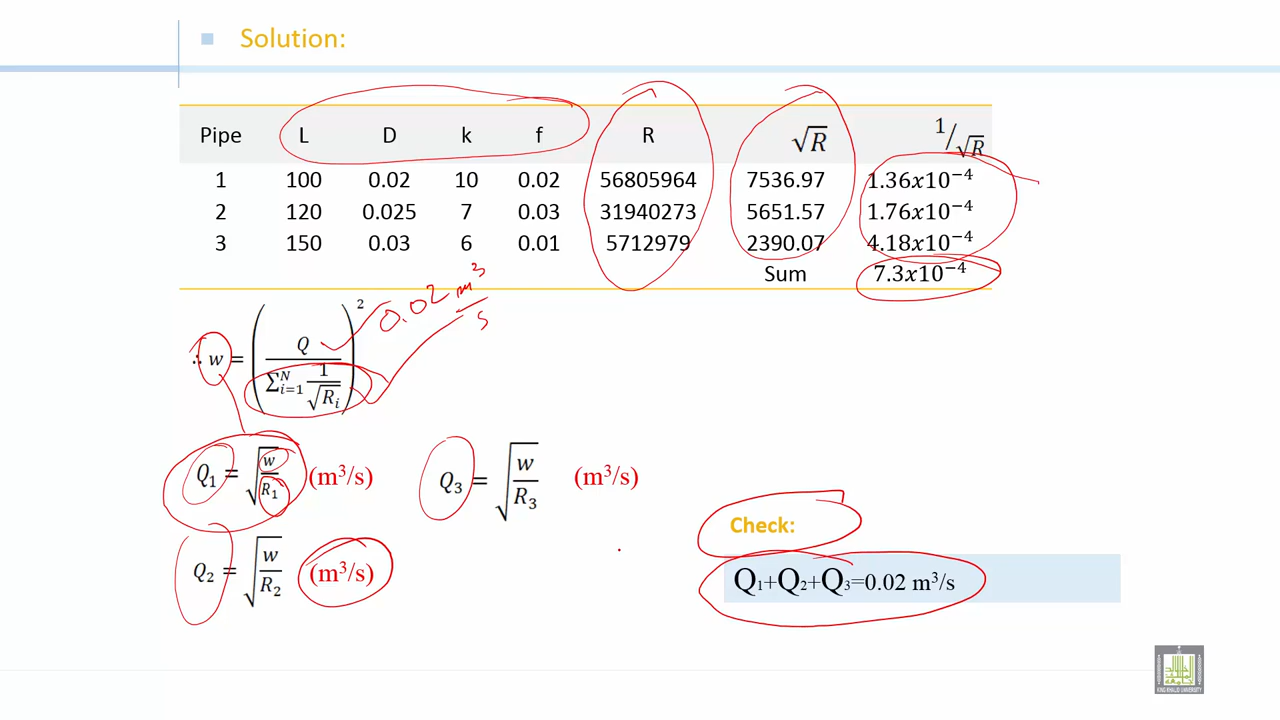 Solution:
Pipe L D k f R √R 1/√R
1 100 0.02 10 0.02 56805964 7536.97 1.36x10⁻⁴
2 120 0.025 7 0.03 31940273 5651.57 1.76x10⁻⁴
3 150 0.03 6 0.01 5712979 2390.07 4.18x10⁻⁴
Sum 7.3x10⁻⁴
0.02 m³/s
∴ w = (Q / ∑ᵢ₌₁ᴺ 1/√Rᵢ)²
Q₁ = √(w/R₁) (m³/s)
Q₃ = √(w/R₃) (m³/s)
Q₂ = √(w/R₂) (m³/s)
Check:
Q₁+Q₂+Q₃=0.02 m³/s
KING KHALID UNIVERSITY